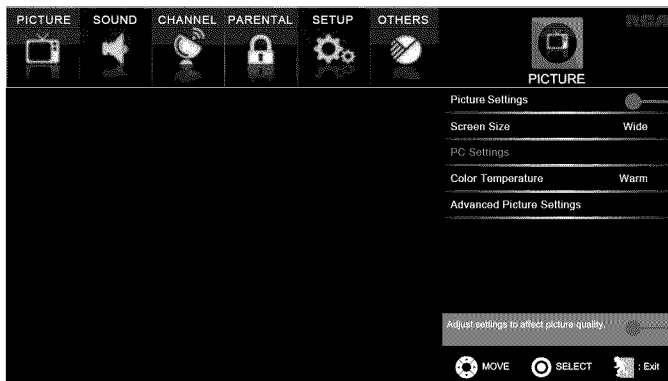 PICTURE SOUND CHANNEL PARENTAL SETUP OTHERS
PICTURE
Picture Settings
Screen Size Wide
PC Settings
Color Temperature Warm
Advanced Picture Settings
Adjust settings to affect picture quality.
MOVE SELECT : Exit